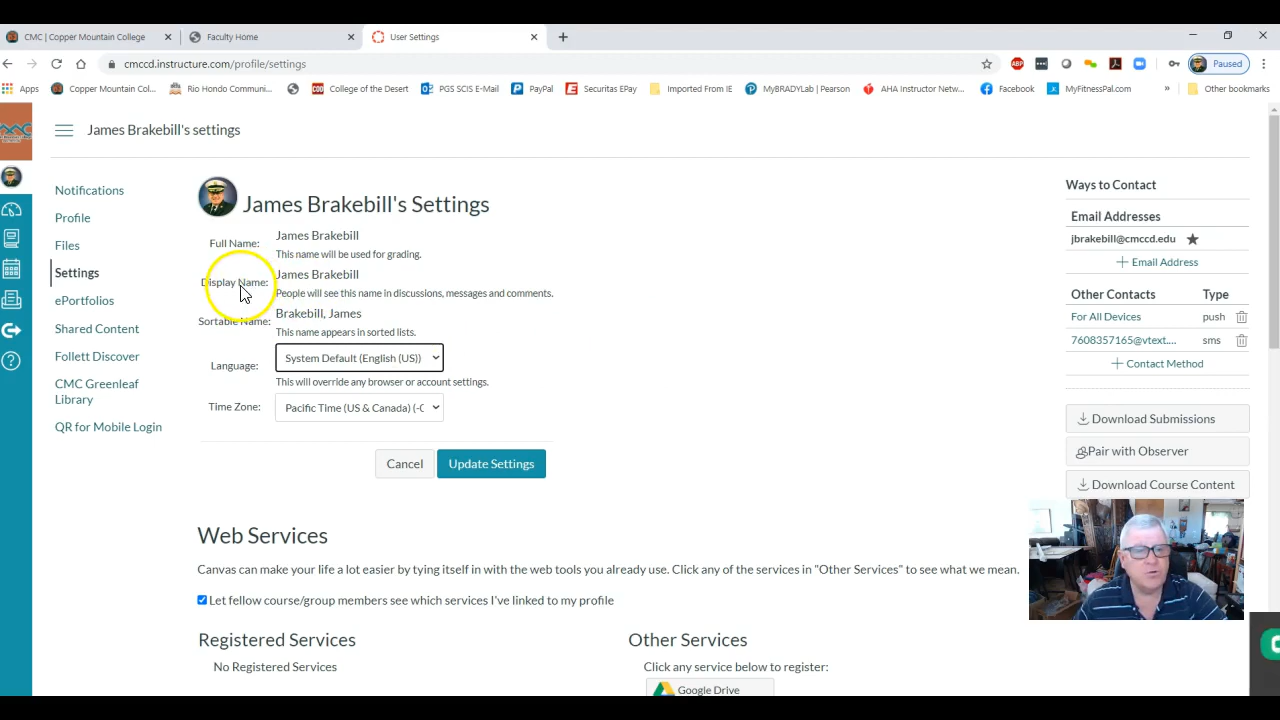 CMC | Copper Mountain College
Faculty Home
User Settings
cmccd.instructure.com/profile/settings
ABP
Paused
Apps
Copper Mountain Col...
Rio Hondo Communi...
COD College of the Desert
PGS SCIS E-Mail
PayPal
Securitas EPay
Imported From IE
MyBRADYLab | Pearson
AHA Instructor Netw...
Facebook
MyFitnessPal.com
»
Other bookmarks
James Brakebill's settings
Notifications
Profile
Files
Settings
ePortfolios
Shared Content
Follett Discover
CMC Greenleaf
Library
QR for Mobile Login
James Brakebill's Settings
Full Name:
James Brakebill
This name will be used for grading.
Display Name:
James Brakebill
People will see this name in discussions, messages and comments.
Sortable Name:
Brakebill, James
This name appears in sorted lists.
Language:
System Default (English (US))
This will override any browser or account settings.
Time Zone:
Pacific Time (US & Canada) (-0
Cancel
Update Settings
Web Services
Canvas can make your life a lot easier by tying itself in with the web tools you already use. Click any of the services in "Other Services" to see what we mean.
Let fellow course/group members see which services I've linked to my profile
Registered Services
No Registered Services
Other Services
Click any service below to register:
Google Drive
Ways to Contact
Email Addresses
jbrakebill@cmccd.edu
+ Email Address
Other Contacts Type
For All Devices push
7608357165@vtext.... sms
+ Contact Method
Download Submissions
Pair with Observer
Download Course Content